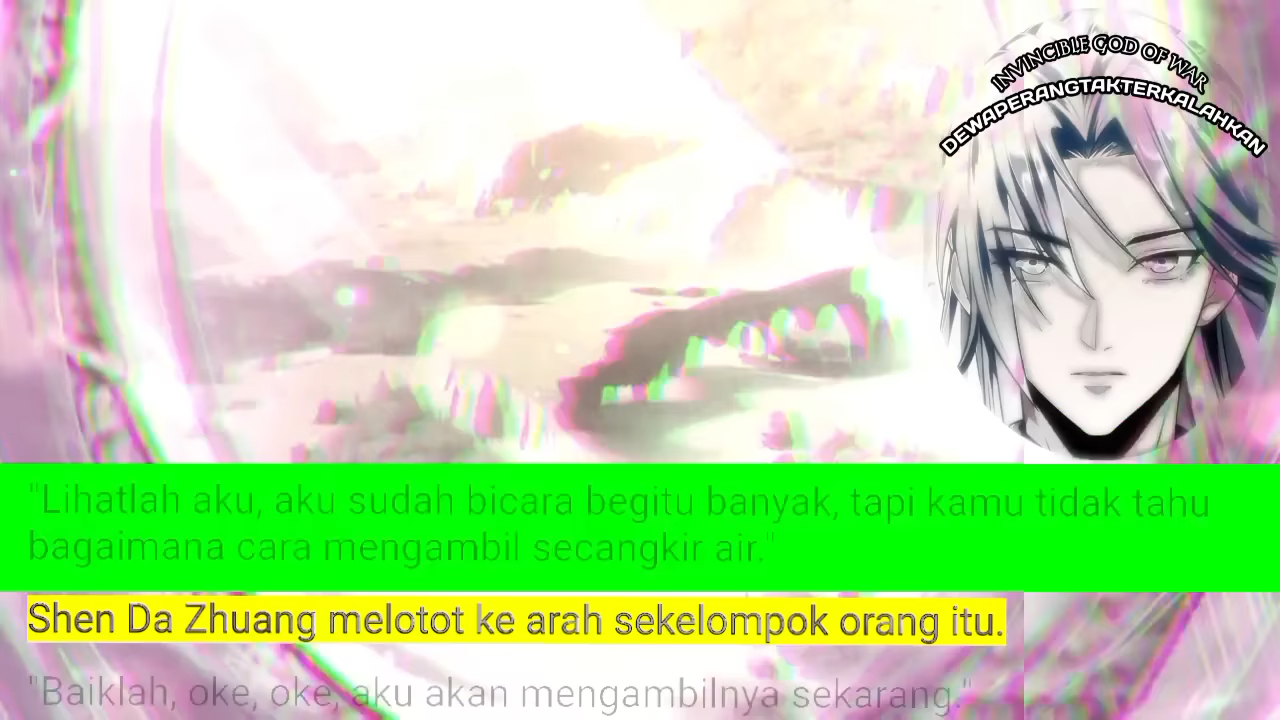 INVINCIBLE GOD OF WAR
DEWAPERANGTAKTERKALAHKAN
"Lihatlah aku, aku sudah bicara begitu banyak, tapi kamu tidak tahu
bagaimana cara mengambil secangkir air."
Shen Da Zhuang melotot ke arah sekelompok orang itu.
"Baiklah, oke, oke, aku akan mengambilnya sekarang."